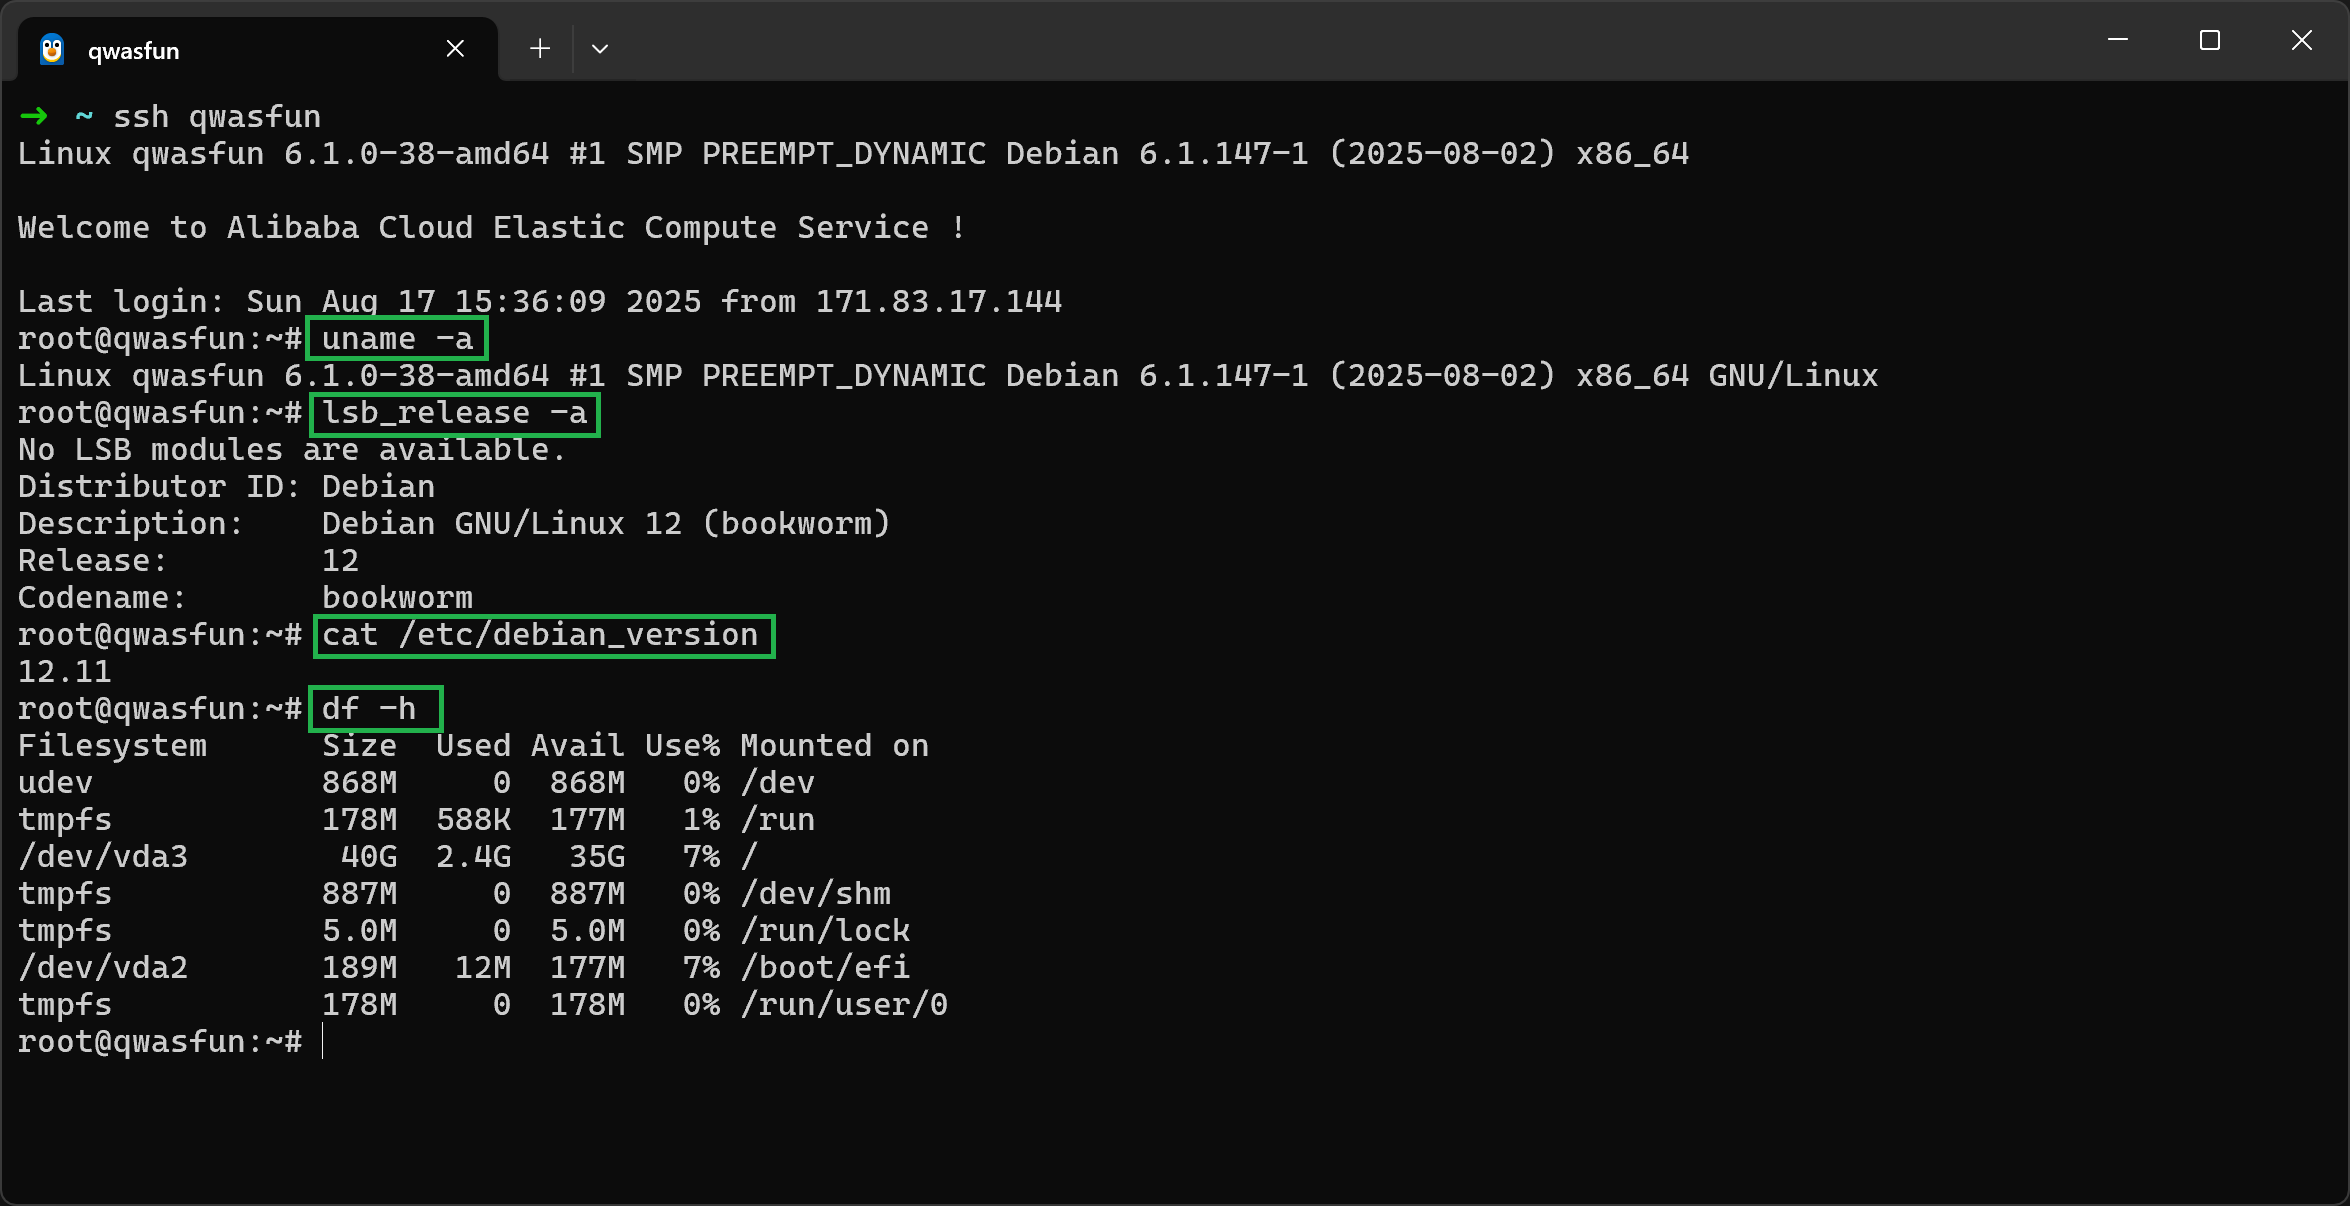 qwasfun
➜  ~ ssh qwasfun
Linux qwasfun 6.1.0-38-amd64 #1 SMP PREEMPT_DYNAMIC Debian 6.1.147-1 (2025-08-02) x86_64
Welcome to Alibaba Cloud Elastic Compute Service !
Last login: Sun Aug 17 15:36:09 2025 from 171.83.17.144
root@qwasfun:~# uname -a
Linux qwasfun 6.1.0-38-amd64 #1 SMP PREEMPT_DYNAMIC Debian 6.1.147-1 (2025-08-02) x86_64 GNU/Linux
root@qwasfun:~# lsb_release -a
No LSB modules are available.
Distributor ID: Debian
Description:    Debian GNU/Linux 12 (bookworm)
Release:        12
Codename:       bookworm
root@qwasfun:~# cat /etc/debian_version
12.11
root@qwasfun:~# df -h
Filesystem      Size  Used Avail Use% Mounted on
udev            868M     0  868M   0% /dev
tmpfs           178M  588K  177M   1% /run
/dev/vda3        40G  2.4G   35G   7% /
tmpfs           887M     0  887M   0% /dev/shm
tmpfs           5.0M     0  5.0M   0% /run/lock
/dev/vda2       189M   12M  177M   7% /boot/efi
tmpfs           178M     0  178M   0% /run/user/0
root@qwasfun:~#